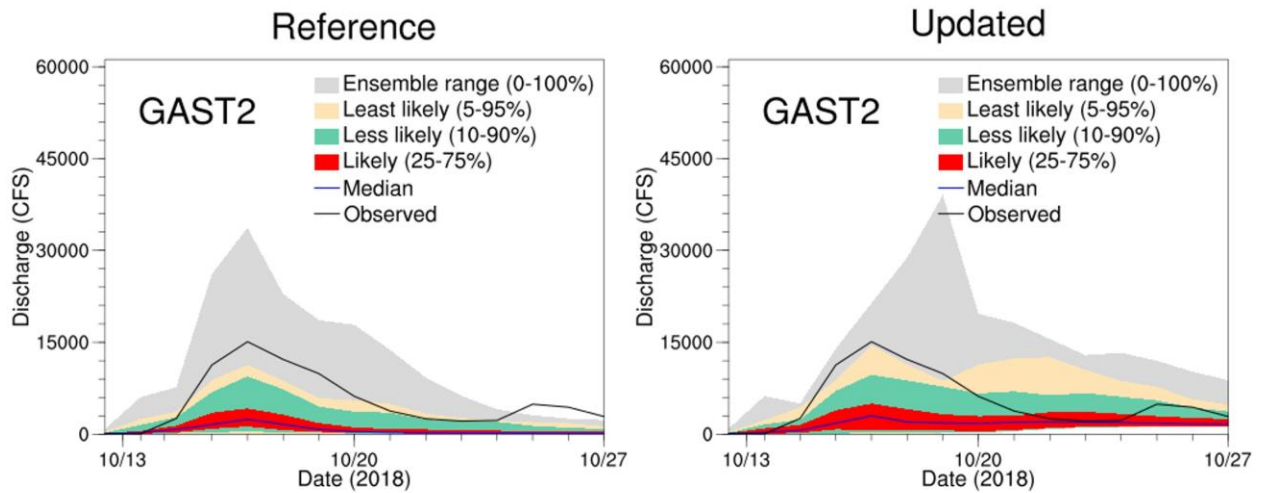 Reference
60000
45000
30000
15000
0
Discharge (CFS)
GAST2
Ensemble range (0-100%)
Least likely (5-95%)
Less likely (10-90%)
Likely (25-75%)
Median
Observed
10/13
10/20
10/27
Date (2018)
Updated
60000
45000
30000
15000
0
Discharge (CFS)
GAST2
Ensemble range (0-100%)
Least likely (5-95%)
Less likely (10-90%)
Likely (25-75%)
Median
Observed
10/13
10/20
10/27
Date (2018)